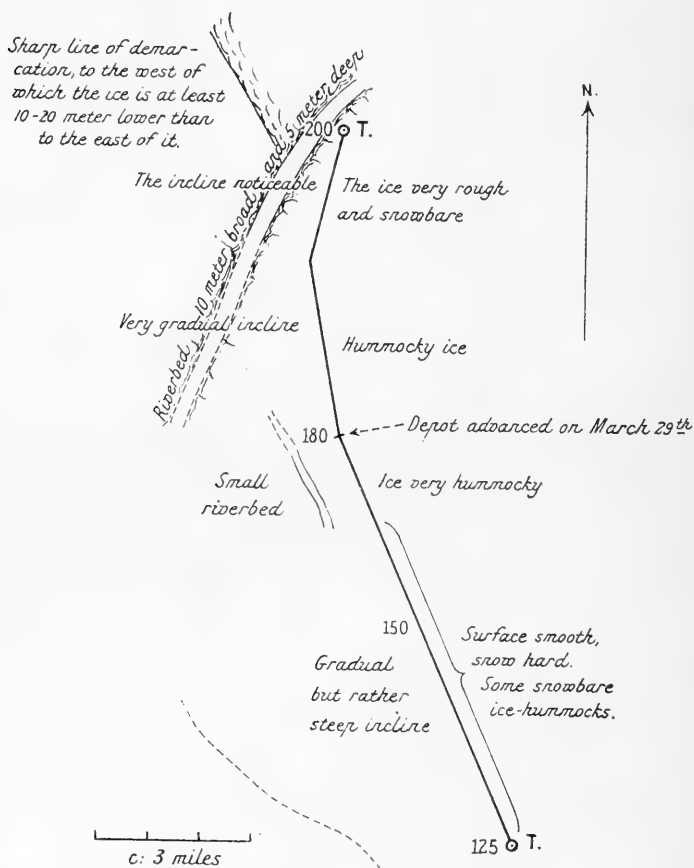 Sharp line of demar-
cation, to the west of
which the ice is at least
10-20 meter lower than
to the east of it.
N.
Riverbed - 10 meter broad and 5 meter deep
200 T.
The incline noticeable
The ice very rough
and snowbare
Very gradual incline
Hummocky ice
180
Depot advanced on March 29th
Small
riverbed
Ice very hummocky
150
Surface smooth,
snow hard.
Some snowbare
ice-hummocks.
Gradual
but rather
steep incline
125 T.
c: 3 miles